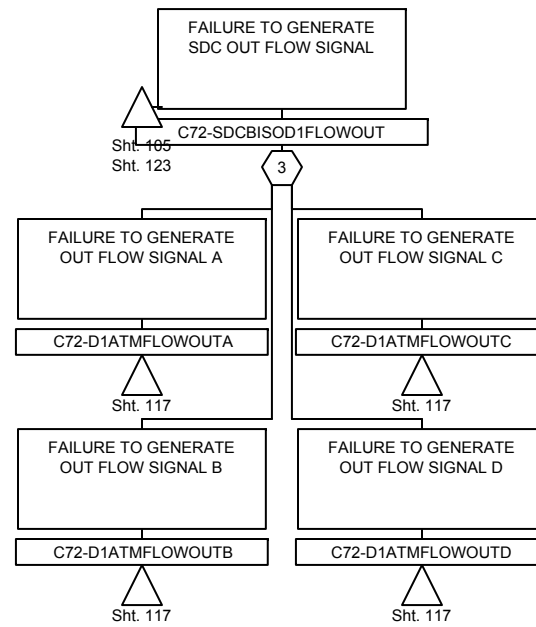 FAILURE TO GENERATE
SDC OUT FLOW SIGNAL
C72-SDCBISOD1FLOWOUT
Sht. 105
Sht. 123
3
FAILURE TO GENERATE
OUT FLOW SIGNAL A
C72-D1ATMFLOWOUTA
Sht. 117
FAILURE TO GENERATE
OUT FLOW SIGNAL C
C72-D1ATMFLOWOUTC
Sht. 117
FAILURE TO GENERATE
OUT FLOW SIGNAL B
C72-D1ATMFLOWOUTB
Sht. 117
FAILURE TO GENERATE
OUT FLOW SIGNAL D
C72-D1ATMFLOWOUTD
Sht. 117